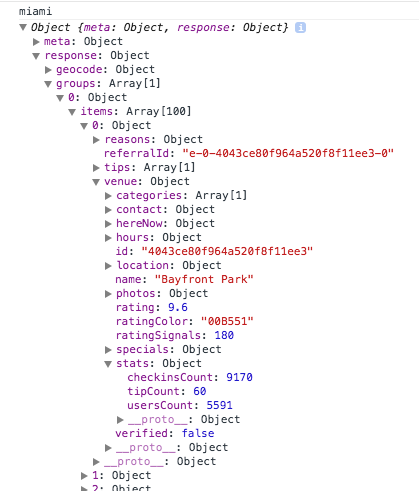 miami
Object {meta: Object, response: Object} i
meta: Object
response: Object
geocode: Object
groups: Array[1]
0: Object
items: Array[100]
0: Object
reasons: Object
referralId: "e-0-4043ce80f964a520f8f11ee3-0"
tips: Array[1]
venue: Object
categories: Array[1]
contact: Object
hereNow: Object
hours: Object
id: "4043ce80f964a520f8f11ee3"
location: Object
name: "Bayfront Park"
photos: Object
rating: 9.6
ratingColor: "00B551"
ratingSignals: 180
specials: Object
stats: Object
checkinsCount: 9170
tipCount: 60
usersCount: 5591
__proto__: Object
verified: false
__proto__: Object
__proto__: Object
1: Object
2: Object